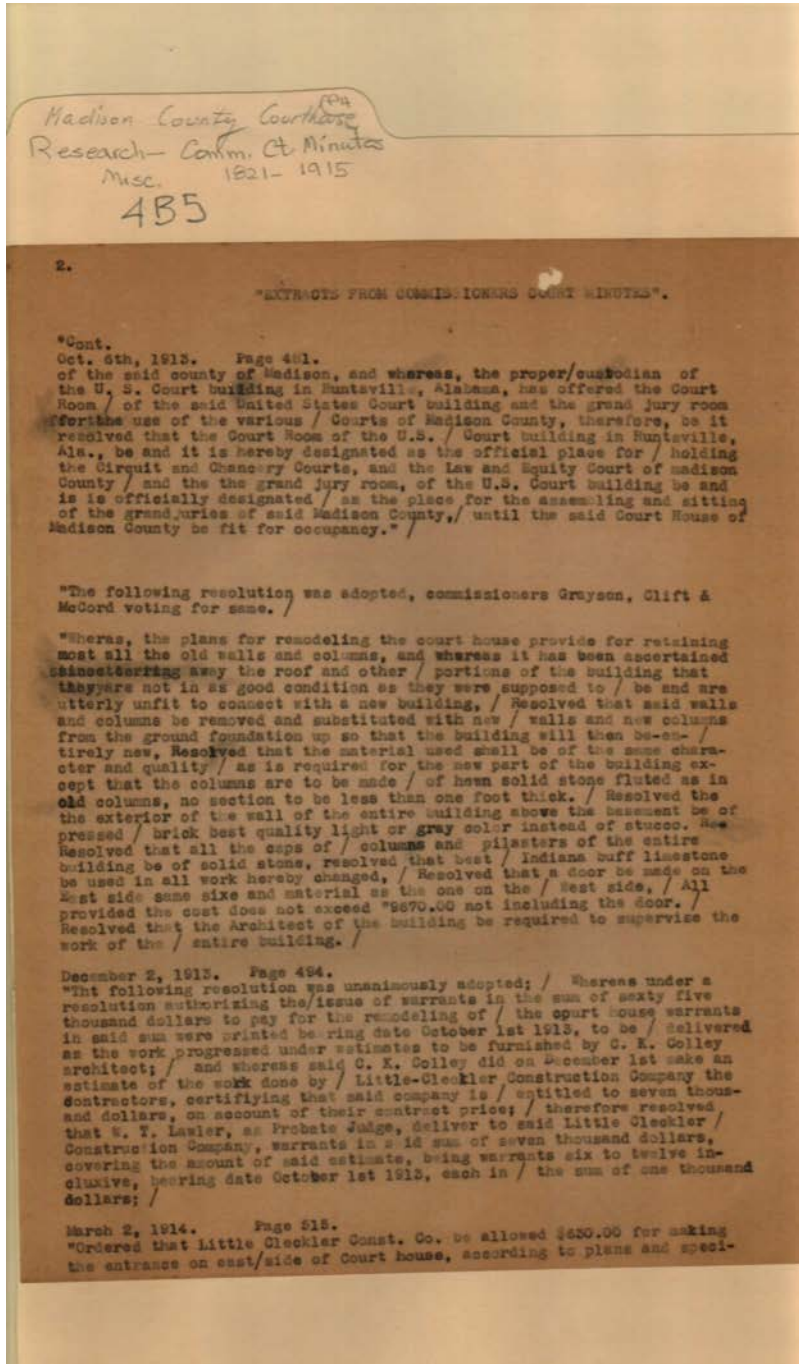 PPA
Madison County Courthouse
Research- Comm. Ct Minutes
Misc. 1821- 1915
4B5
2.
"EXTRACTS FROM COMMISSIONERS COURT MINUTES".
"Cont.
Oct. 6th, 1913. Page 481.
of the said county of Madison, and whereas, the proper/custodian of
the U. S. Court building in Huntsville, Alabama, has offered the Court
Room / of the said United States Court building and the grand jury room
forthe use of the various / Courts of Madison County, therefore, be it
resolved that the Court Room of the U.S. / Court building in Huntsville,
Ala., be and it is hereby designated as the official place for / holding
the Circuit and Chancery Courts, and the Law and Equity Court of madison
County / and the the grand jury room, of the U.S. Court building be and
is is officially designated / as the place for the assembling and sitting
of the grand juries of said Madison County,/ until the said Court House of
Madison County be fit for occupancy." /
"The following resolution was adopted, commissioners Grayson, Clift &
McCord voting for same. /
"Wheras, the plans for remodeling the court house provide for retaining
most all the old walls and columns, and whereas it has been ascertained
away the roof and other / portions of the building that
they are not in as good condition as they were supposed to / be and are
utterly unfit to connect with a new building, / Resolved that said walls
and columns be removed and substituted with new / walls and new columns
from the ground foundation up so that the building will then be-en- /
tirely new, Resolved that the material used shall be of the same chara-
cter and quality / as is required for the new part of the building ex-
cept that the columns are to be made / of hewn solid stone fluted as in
old columns, no section to be less than one foot thick. / Resolved the
the exterior of the wall of the entire building above the basement be of
pressed / brick best quality light or gray color instead of stucco.
Resolved that all the caps of / columns and pilasters of the entire
building be of solid stone, resolved that best / Indiana buff limestone
be used in all work hereby changed, / Resolved that a door be made on the
East side same sixe and material as the one on the / West side, / All
provided the cost does not exceed "9670.00 not including the door. /
Resolved that the Architect of the building be required to supervise the
work of the / entire building. /
December 2, 1913. Page 494.
"Tht following resolution was unanimously adopted; / Whereas under a
resolution authorizing the/issue of warrants in the sum of sexty five
thousand dollars to pay for the remodeling of / the court house warrants
in said sum were printed bearing date October 1st 1913, to be / delivered
as the work progressed under estimates to be furnished by C. K. Colley
architect; / and whereas said C. K. Colley did on December 1st make an
estimate of the work done by / Little-Cleckler Construction Company the
contractors, certifiying that said company is / entitled to seven thous-
and dollars, on account of their contract price; / therefore resolved
that W. T. Lawler, as Probate Judge, deliver to said Little Cleckler /
Construction Company, warrants in said sum of seven thousand dollars,
covering the amount of said estimate, being warrants six to twelve in-
cluxive, bearing date October 1st 1913, each in / the sum of one thousand
dollars; /
March 2, 1914. Page 515.
"Ordered that Little Cleckler Const. Co. be allowed $650.00 for making
the entrance on east/side of Court house, according to plans and speci-